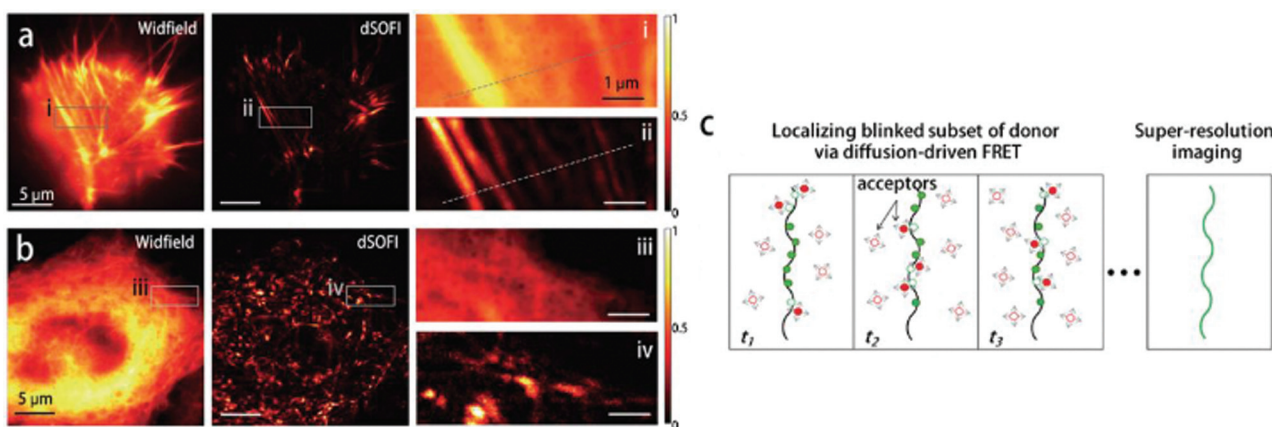 a
Widfield
i
5 µm
dSOFI
ii
i
1 µm
ii
1
0.5
0
b
Widfield
iii
5 µm
dSOFI
iv
iii
iv
1
0.5
0
c
Localizing blinked subset of donor
via diffusion-driven FRET
acceptors
t1
t2
t3
Super-resolution
imaging